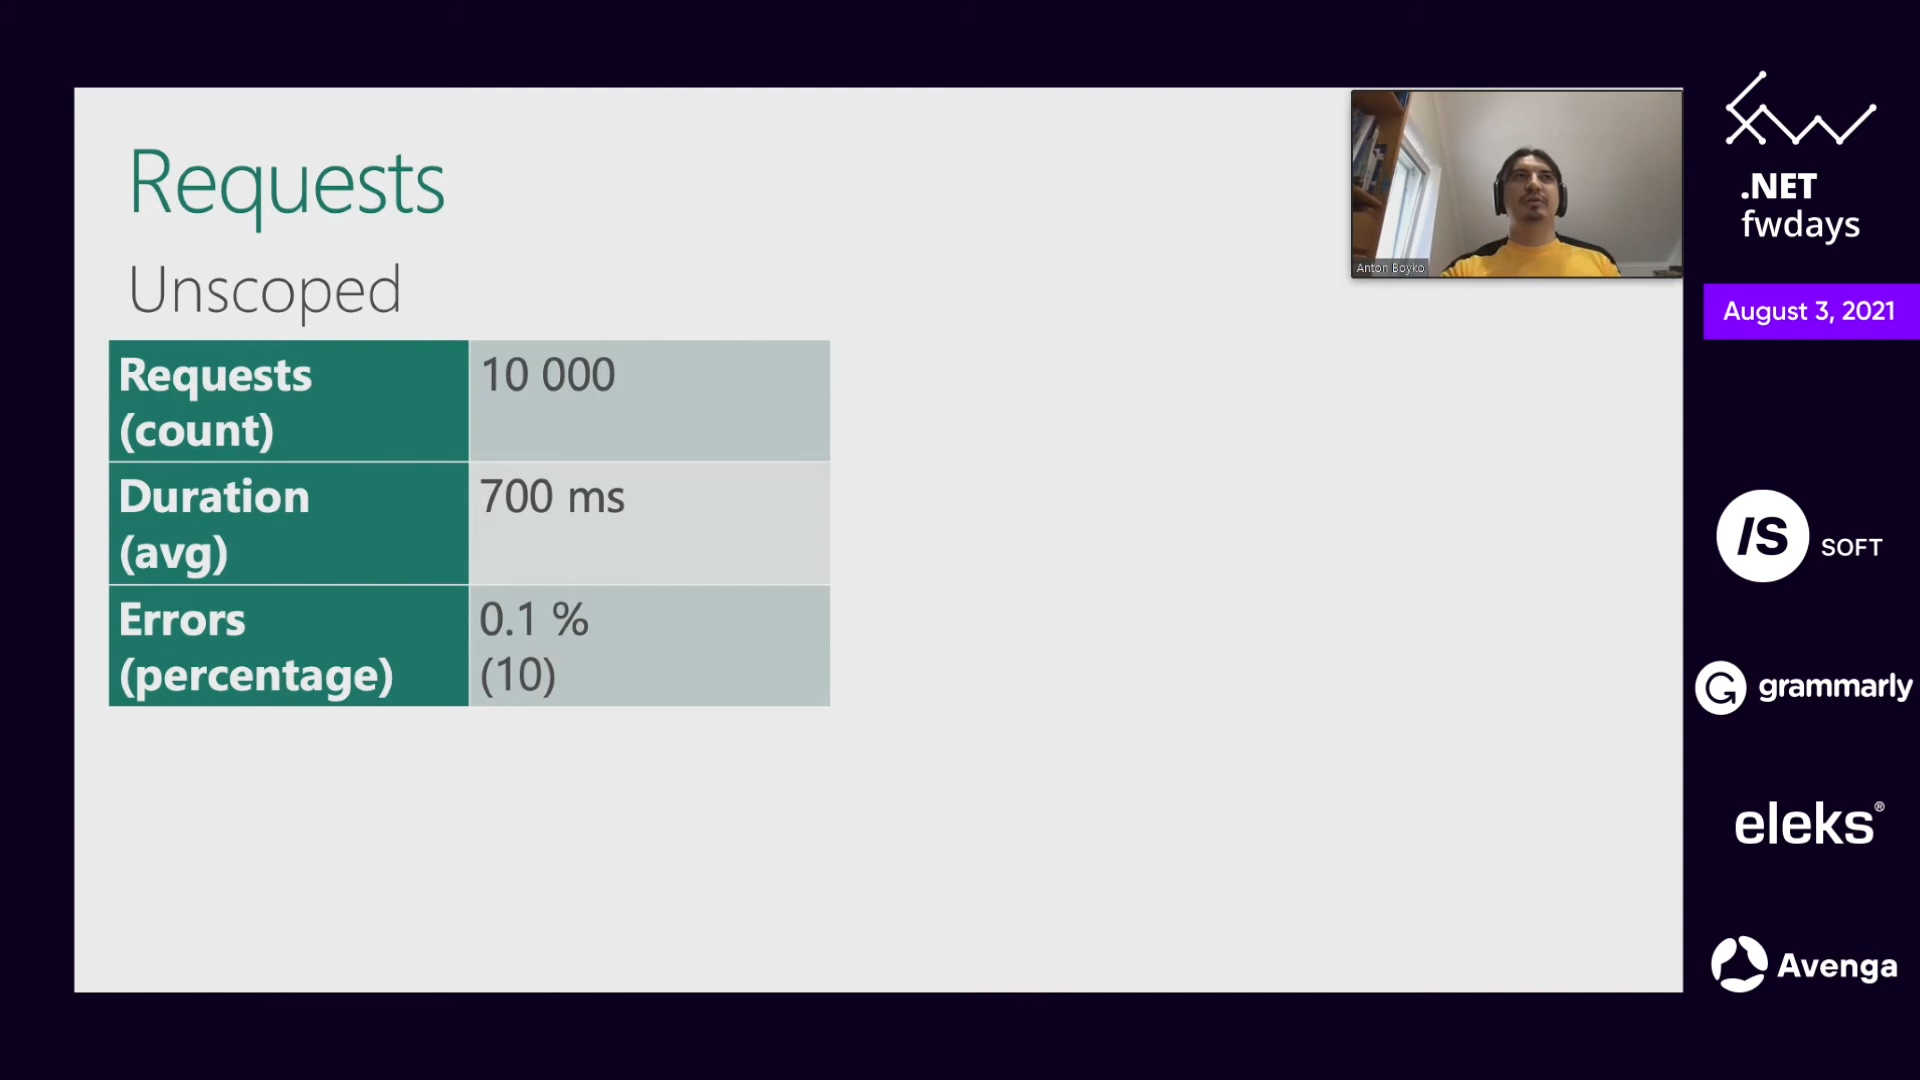 Requests
Unscoped
Requests
(count)
10 000
Duration
(avg)
700 ms
Errors
(percentage)
0.1 %
(10)
Anton Boyko
.NET
fwdays
August 3, 2021
/S SOFT
grammarly
eleks®
Avenga